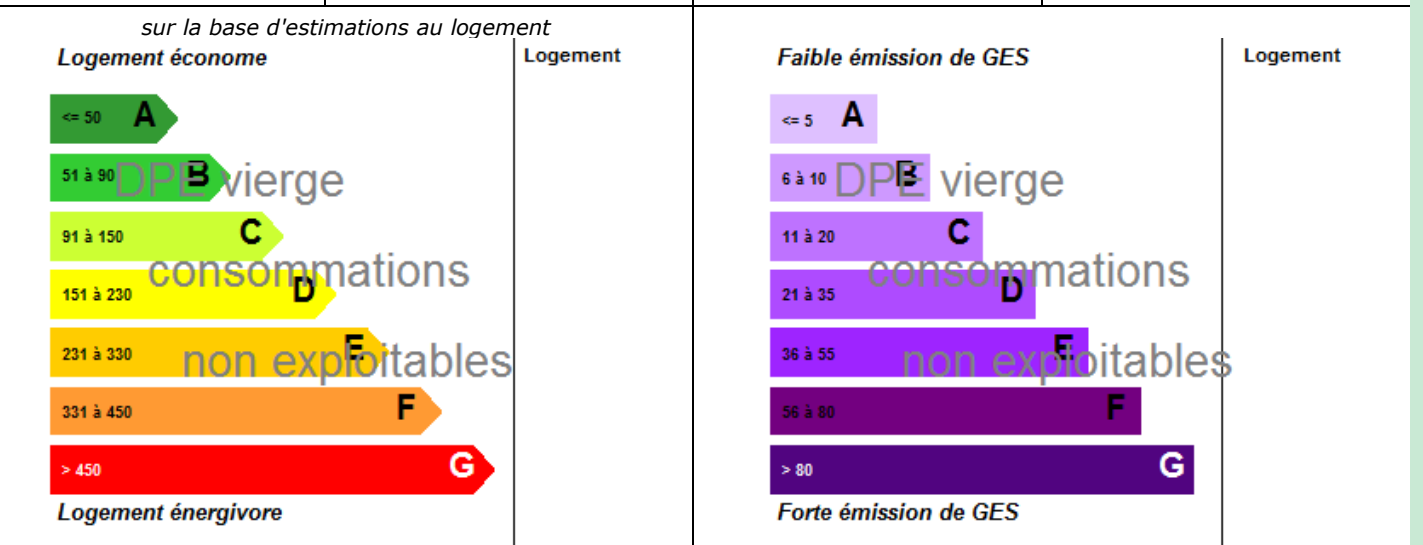 sur la base d'estimations au logement
Logement économe
Logement
<= 50 A
51 à 90 B
DPE vierge
91 à 150 C
consommations
151 à 230 D
231 à 330 E
non exploitables
331 à 450 F
> 450 G
Logement énergivore
Faible émission de GES
Logement
<= 5 A
6 à 10 B
DPE vierge
11 à 20 C
consommations
21 à 35 D
36 à 55 E
non exploitables
56 à 80 F
> 80 G
Forte émission de GES